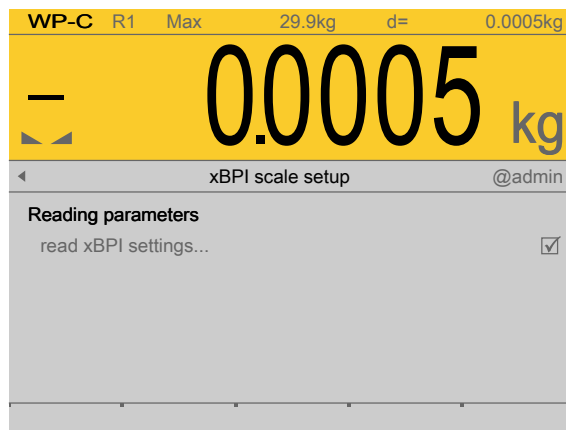 WP-C R1 Max 29.9kg d= 0.0005kg
– 0.0005 kg
xBPI scale setup @admin
Reading parameters
read xBPI settings...